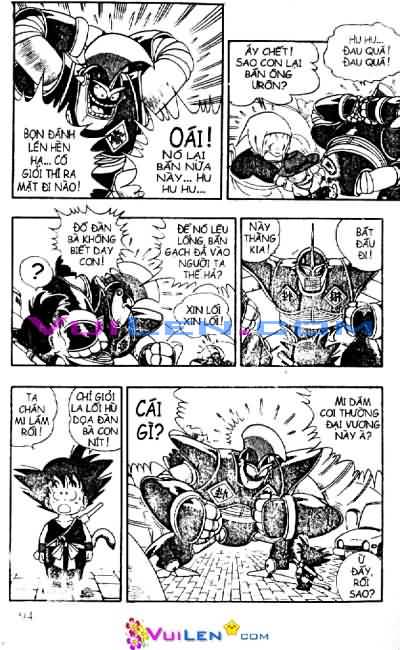 BỌN ĐÁNH
LÉN HÈN
HẠ... CÓ
GIỎI THÌ RA
MẶT ĐI NÀO!
OÁI!
NÓ LẠI
BẮN NỮA
NÀY... HU
HU HU...
ẤY CHẾT!
SAO CON LẠI
BẮN ÔNG
URÔN?
HU HU...
ĐAU QUÁ!
ĐAU QUÁ!
?
ĐỒ ĐÀN
BÀ KHÔNG
BIẾT DẠY
CON!
ĐỂ NÓ LÊU
LỔNG, BẮN
GẠCH ĐÁ VÀO
NGƯỜI TA
THẾ HẢ?
XIN LỖI
XIN LỖI!
NÀY
THẰNG
KIA!
BẮT
ĐẦU
ĐI!
VUILEN.COM
TA
CHÁN
MI LẮM
RỒI!
CHỈ GIỎI
LA LỐI HÙ
DỌA ĐÀN
BÀ CON
NÍT!
CÁI
GÌ?
MI DÁM
COI THƯỜNG
ĐẠI VƯƠNG
NÀY À?
Ừ
ĐẤY,
RỒI
SAO?
VUILEN.COM